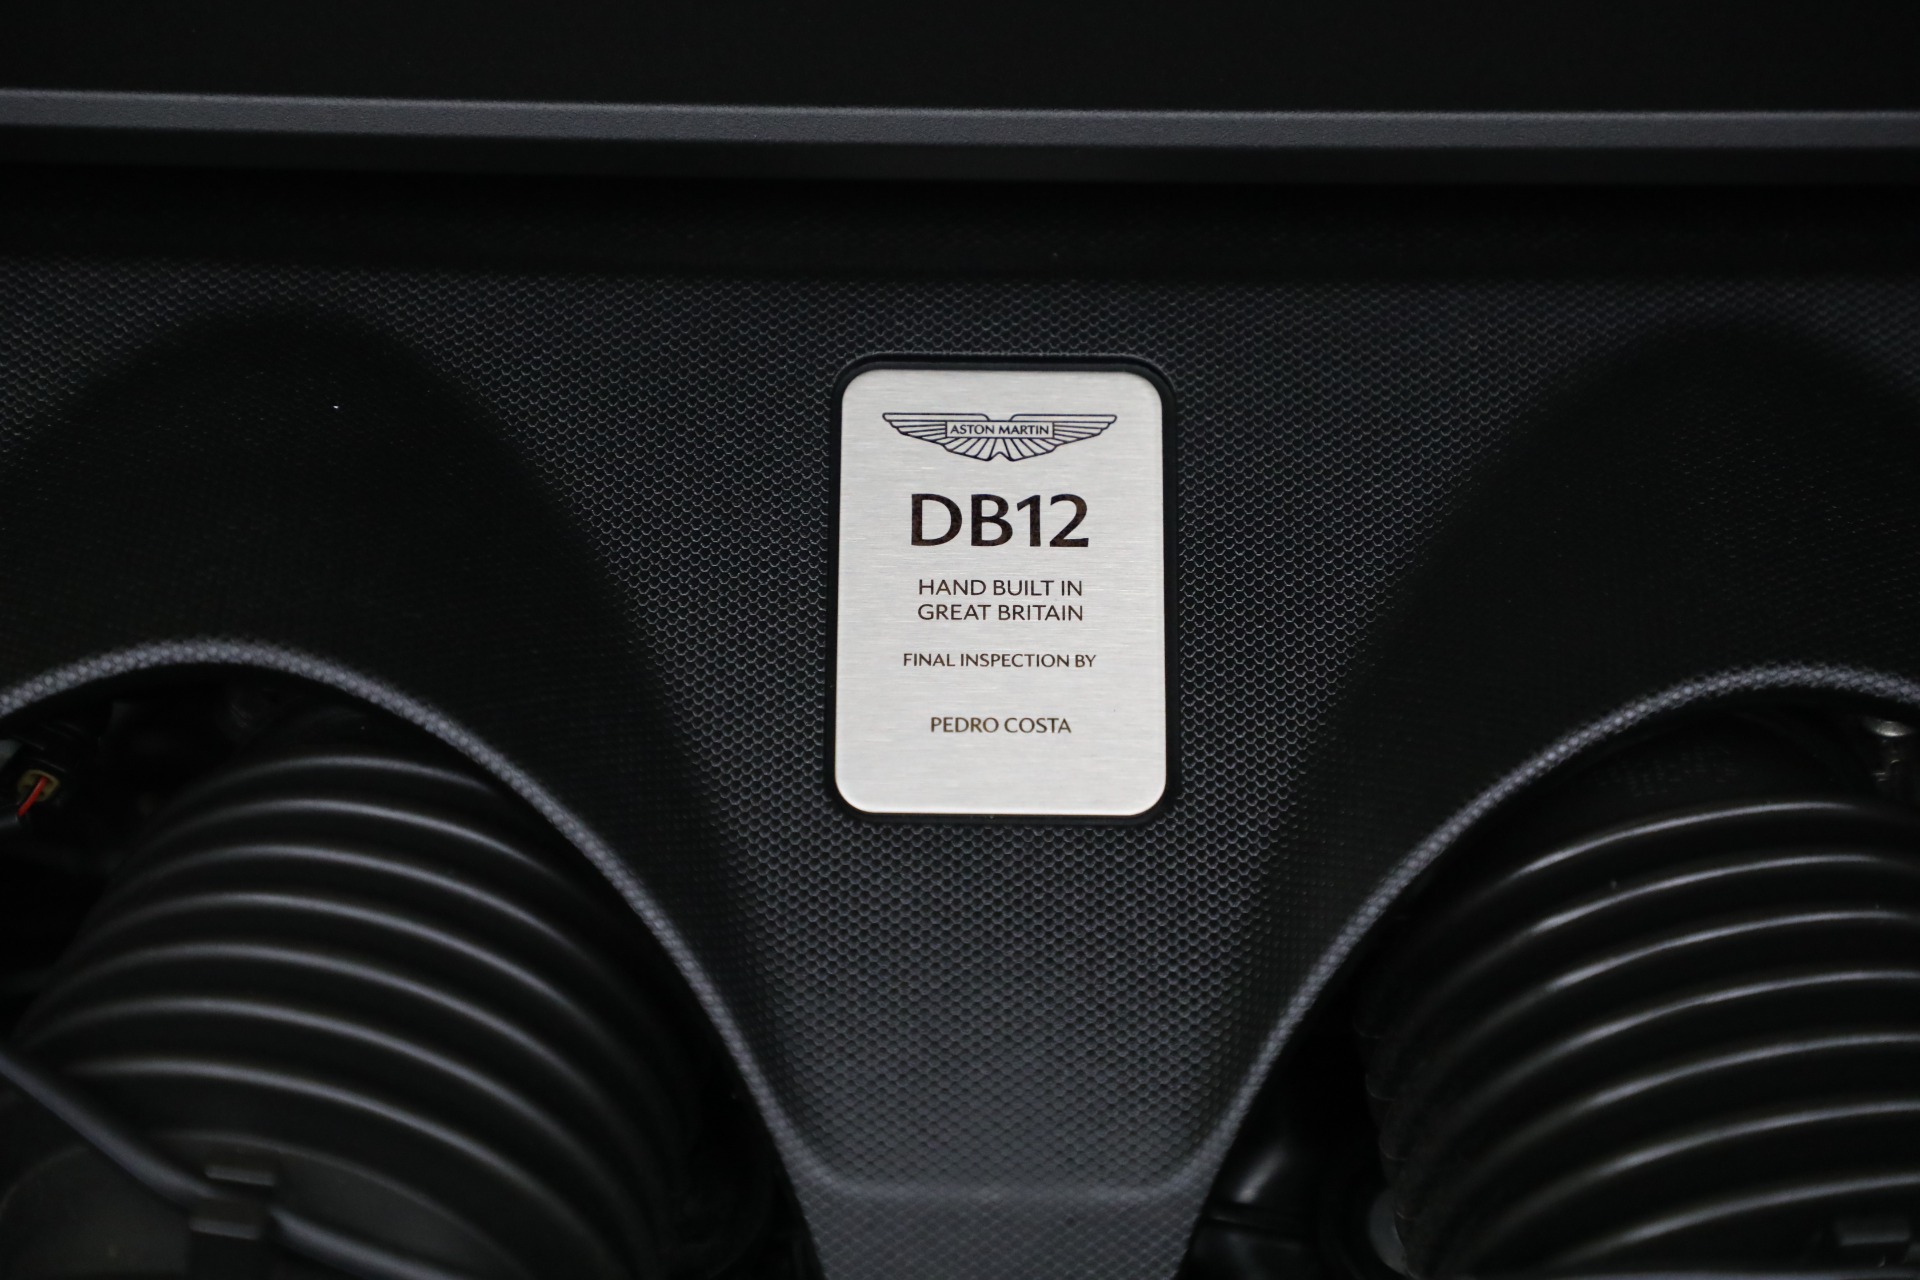 ASTON MARTIN
DB12
HAND BUILT IN
GREAT BRITAIN
FINAL INSPECTION BY
PEDRO COSTA